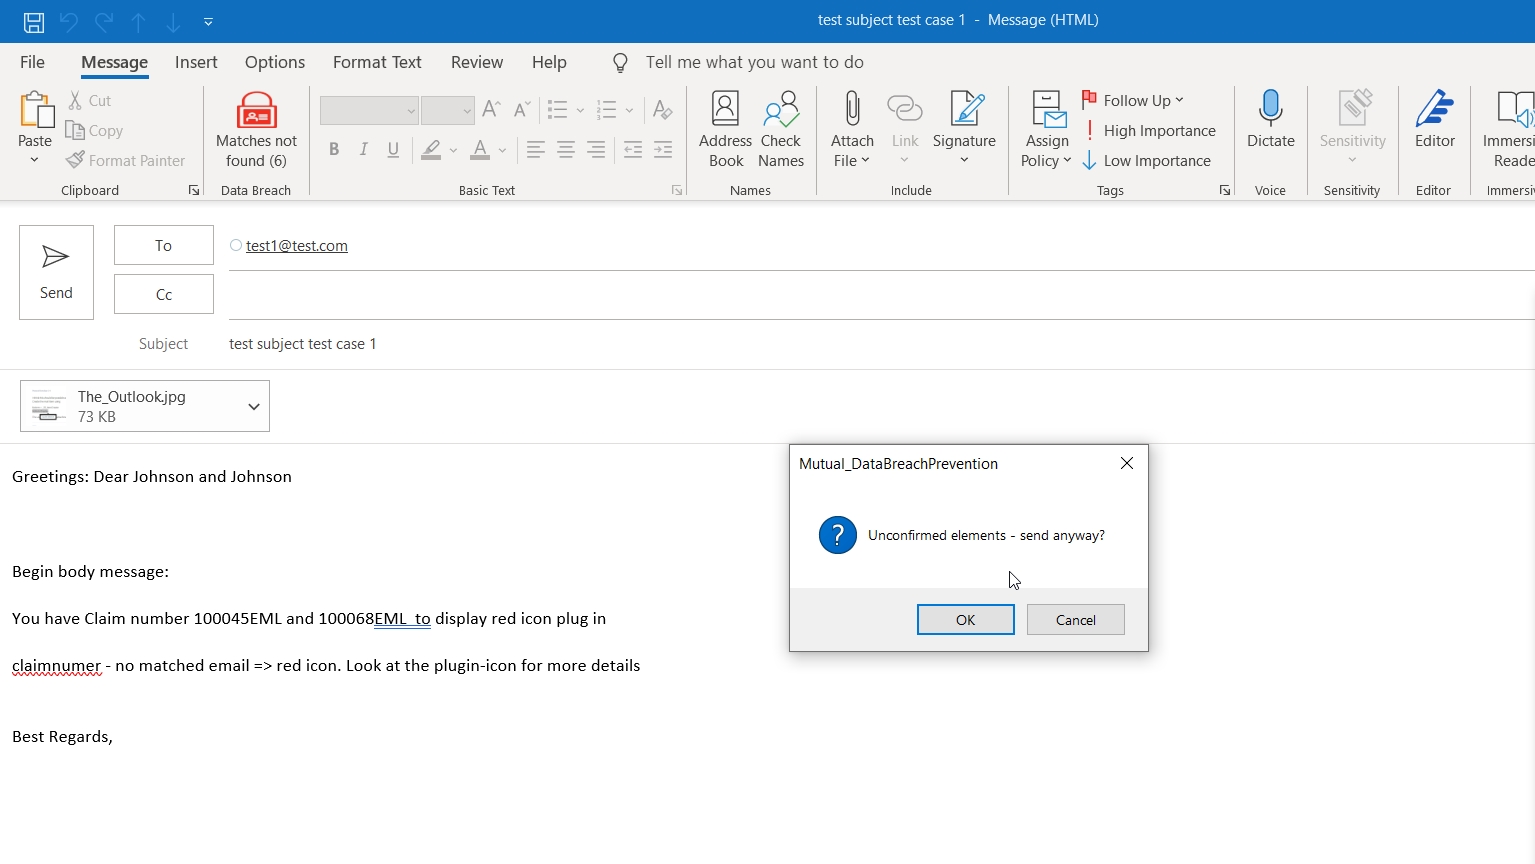 test subject test case 1 - Message (HTML)
File Message Insert Options Format Text Review Help Tell me what you want to do
Paste
Cut
Copy
Format Painter
Clipboard
Matches not
found (6)
Data Breach
B I U A
Basic Text
Address
Book
Check
Names
Names
Attach
File
Link
Signature
Include
Assign
Policy
Follow Up
High Importance
Low Importance
Tags
Dictate
Voice
Sensitivity
Sensitivity
Editor
Editor
Immersi
Reade
Immersiv
Send
To
test1@test.com
Cc
Subject
test subject test case 1
The_Outlook.jpg
73 KB
Greetings: Dear Johnson and Johnson
Begin body message:
You have Claim number 100045EML and 100068EML  to display red icon plug in
claimnumer - no matched email => red icon. Look at the plugin-icon for more details
Best Regards,
Mutual_DataBreachPrevention
Unconfirmed elements - send anyway?
OK
Cancel